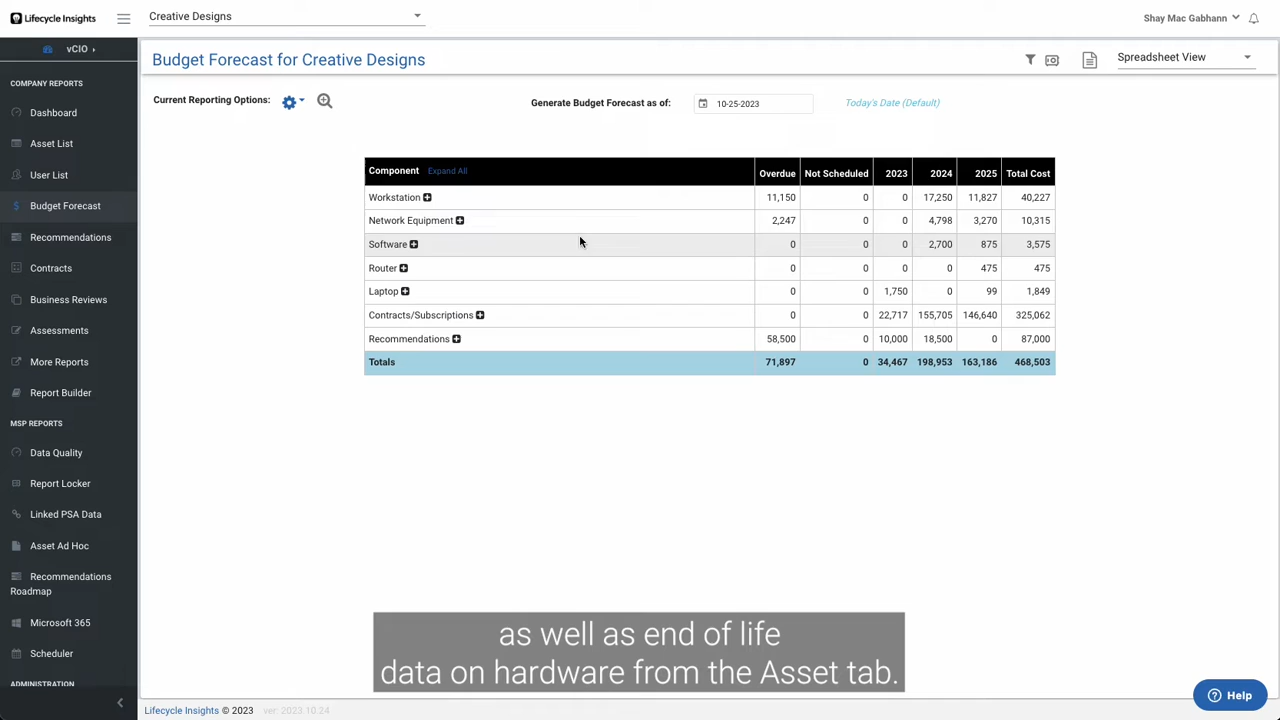 Lifecycle Insights
Creative Designs
Shay Mac Gabhann
vCIO
Budget Forecast for Creative Designs
Spreadsheet View
COMPANY REPORTS
Dashboard
Asset List
User List
Budget Forecast
Recommendations
Contracts
Business Reviews
Assessments
More Reports
Report Builder
MSP REPORTS
Data Quality
Report Locker
Linked PSA Data
Asset Ad Hoc
Recommendations
Roadmap
Microsoft 365
Scheduler
ADMINISTRATION
Current Reporting Options:
Generate Budget Forecast as of: 10-25-2023 Today's Date (Default)
Component Expand All Overdue Not Scheduled 2023 2024 2025 Total Cost
Workstation 11,150 0 0 17,250 11,827 40,227
Network Equipment 2,247 0 0 4,798 3,270 10,315
Software 0 0 0 2,700 875 3,575
Router 0 0 0 0 475 475
Laptop 0 0 1,750 0 99 1,849
Contracts/Subscriptions 0 0 22,717 155,705 146,640 325,062
Recommendations 58,500 0 10,000 18,500 0 87,000
Totals 71,897 0 34,467 198,953 163,186 468,503
as well as end of life
data on hardware from the Asset tab.
Help
Lifecycle Insights © 2023 ver: 2023.10.24